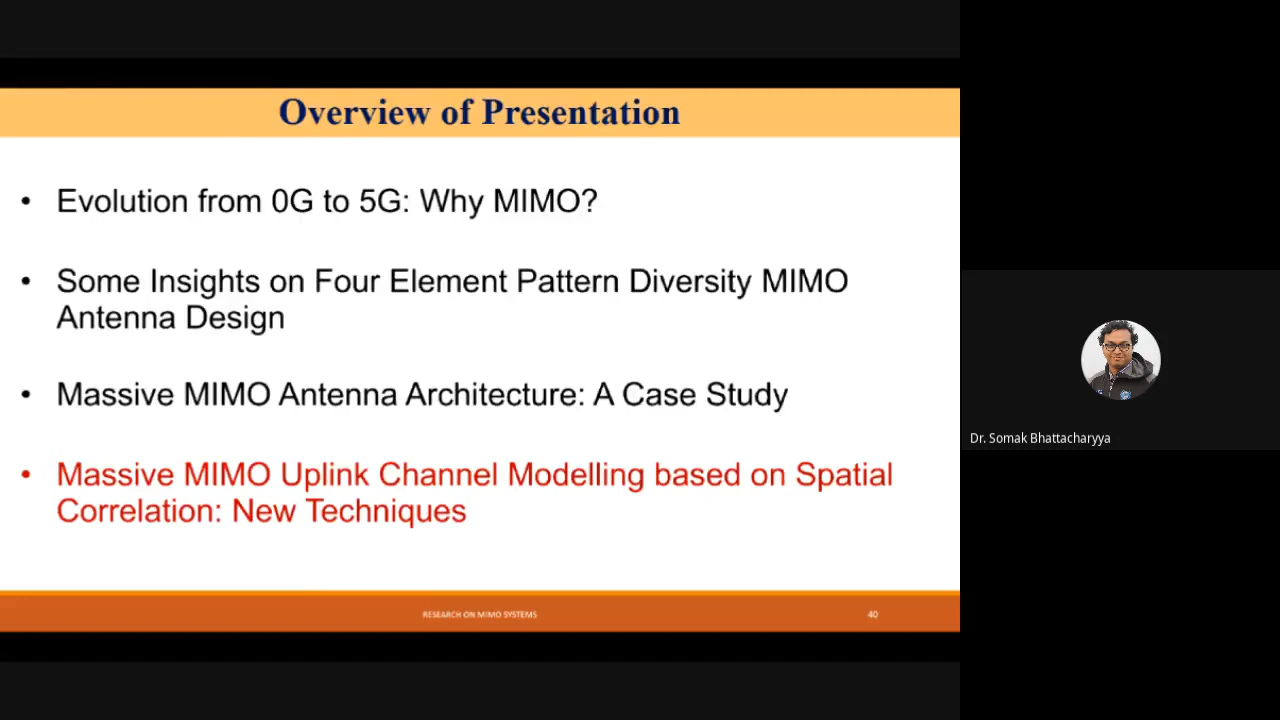 Overview of Presentation
• Evolution from 0G to 5G: Why MIMO?
• Some Insights on Four Element Pattern Diversity MIMO
Antenna Design
• Massive MIMO Antenna Architecture: A Case Study
• Massive MIMO Uplink Channel Modelling based on Spatial
Correlation: New Techniques
RESEARCH ON MIMO SYSTEMS
40
Dr. Somak Bhattacharyya